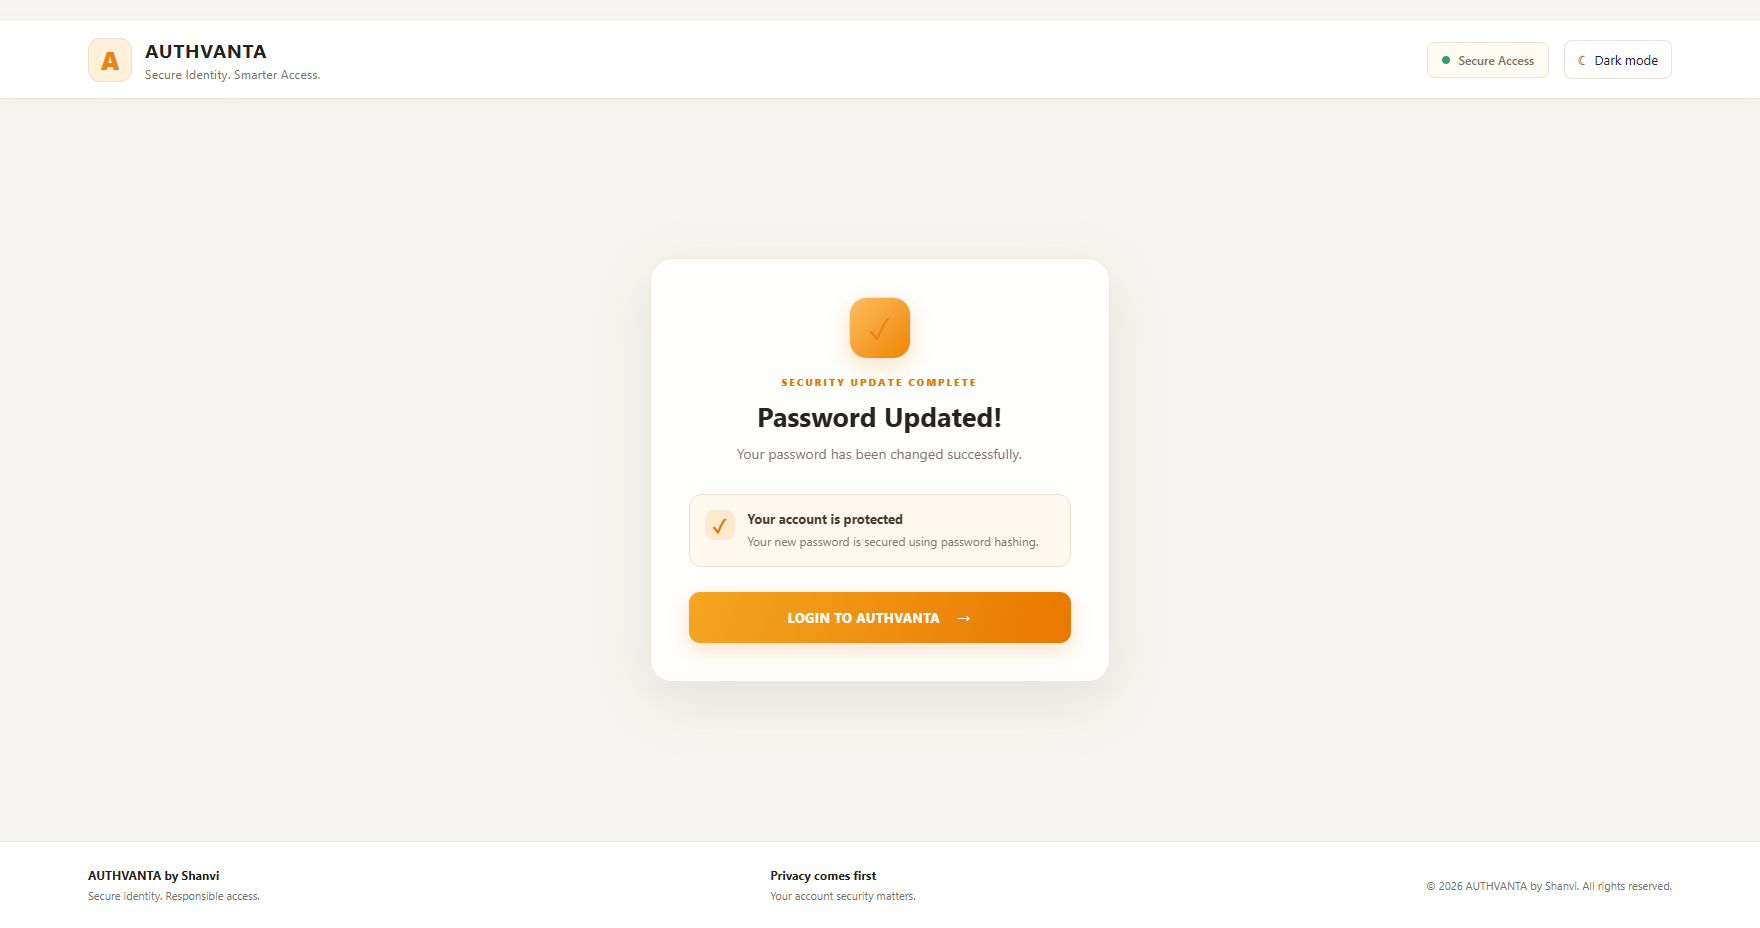 A
AUTHVANTA
Secure Identity. Smarter Access.
Secure Access
☾ Dark mode
✓
SECURITY UPDATE COMPLETE
Password Updated!
Your password has been changed successfully.
✓
Your account is protected
Your new password is secured using password hashing.
LOGIN TO AUTHVANTA →
AUTHVANTA by Shanvi
Secure identity. Responsible access.
Privacy comes first
Your account security matters.
© 2026 AUTHVANTA by Shanvi. All rights reserved.